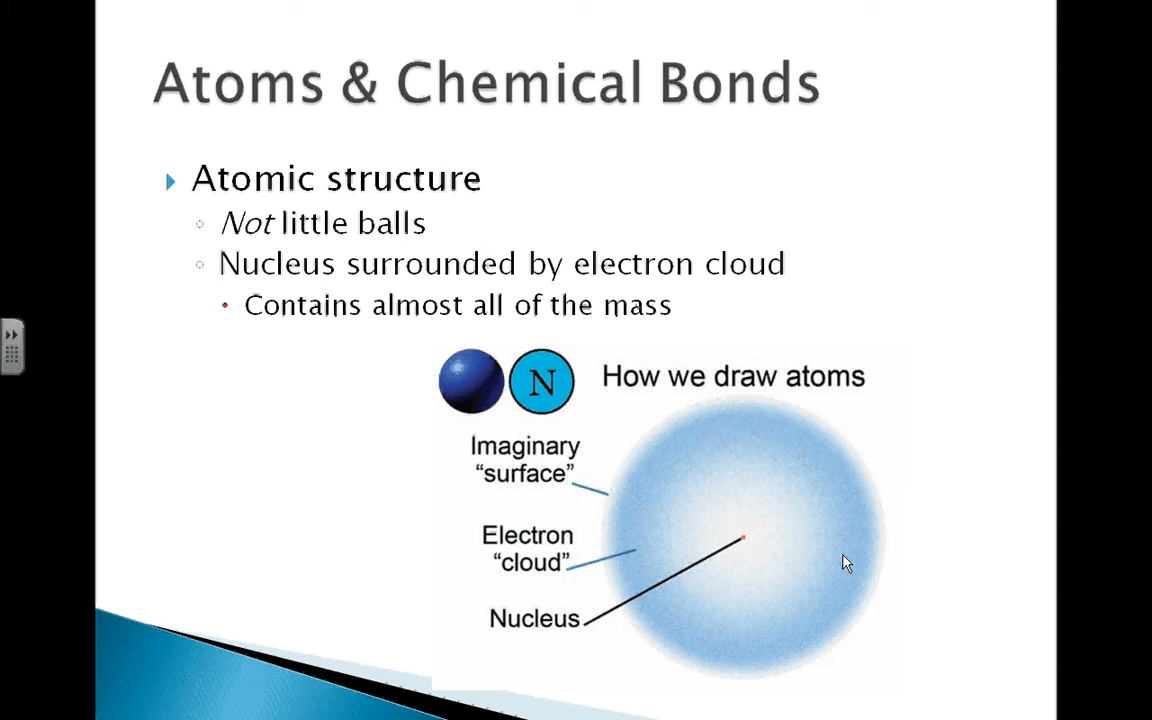 Atoms & Chemical Bonds
Atomic structure
Not little balls
Nucleus surrounded by electron cloud
Contains almost all of the mass
N
How we draw atoms
Imaginary
“surface”
Electron
“cloud”
Nucleus